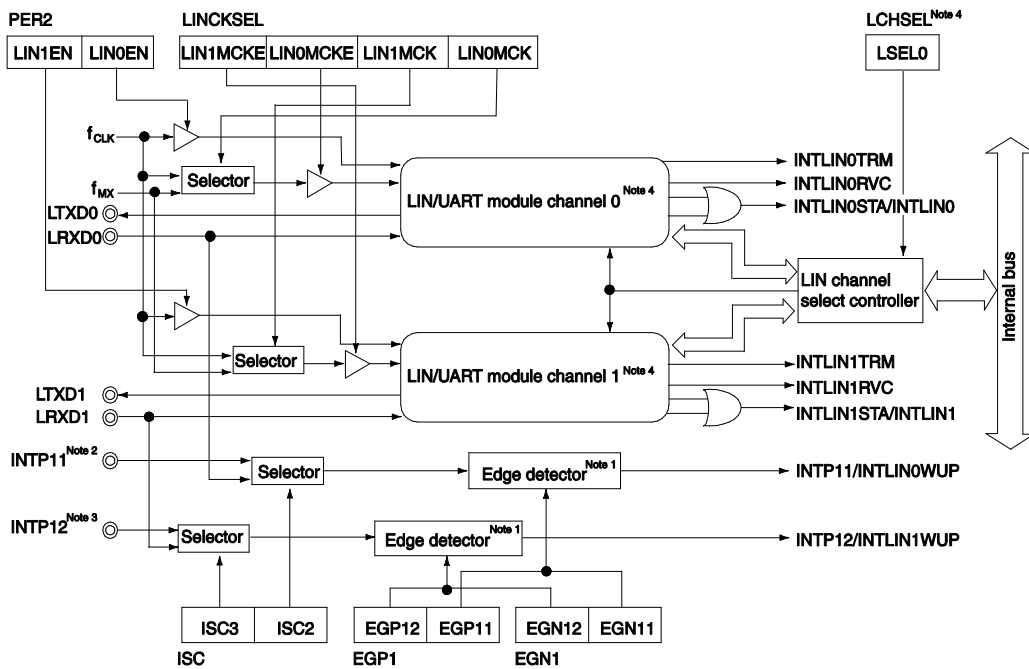 PER2
LIN1EN LIN0EN
LINCKSEL
LIN1MCKE LIN0MCKE LIN1MCK LIN0MCK
LCHSEL Note 4
LSEL0
fCLK
Selector
fMX
LTXD0
LRXD0
LIN/UART module channel 0 Note 4
INTLIN0TRM
INTLIN0RVC
INTLIN0STA/INTLIN0
LIN channel
select controller
Internal bus
Selector
LIN/UART module channel 1 Note 4
LTXD1
LRXD1
INTLIN1TRM
INTLIN1RVC
INTLIN1STA/INTLIN1
INTP11 Note 2
Selector
Edge detector Note 1
INTP11/INTLIN0WUP
INTP12 Note 3
Selector
Edge detector Note 1
INTP12/INTLIN1WUP
ISC3 ISC2
ISC
EGP12 EGP11
EGP1
EGN12 EGN11
EGN1